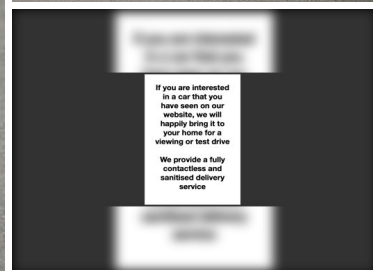 If you are interested
in a car that you
have seen on our
website, we will
happily bring it to
your home for a
viewing or test drive
We provide a fully
contactless and
sanitised delivery
service